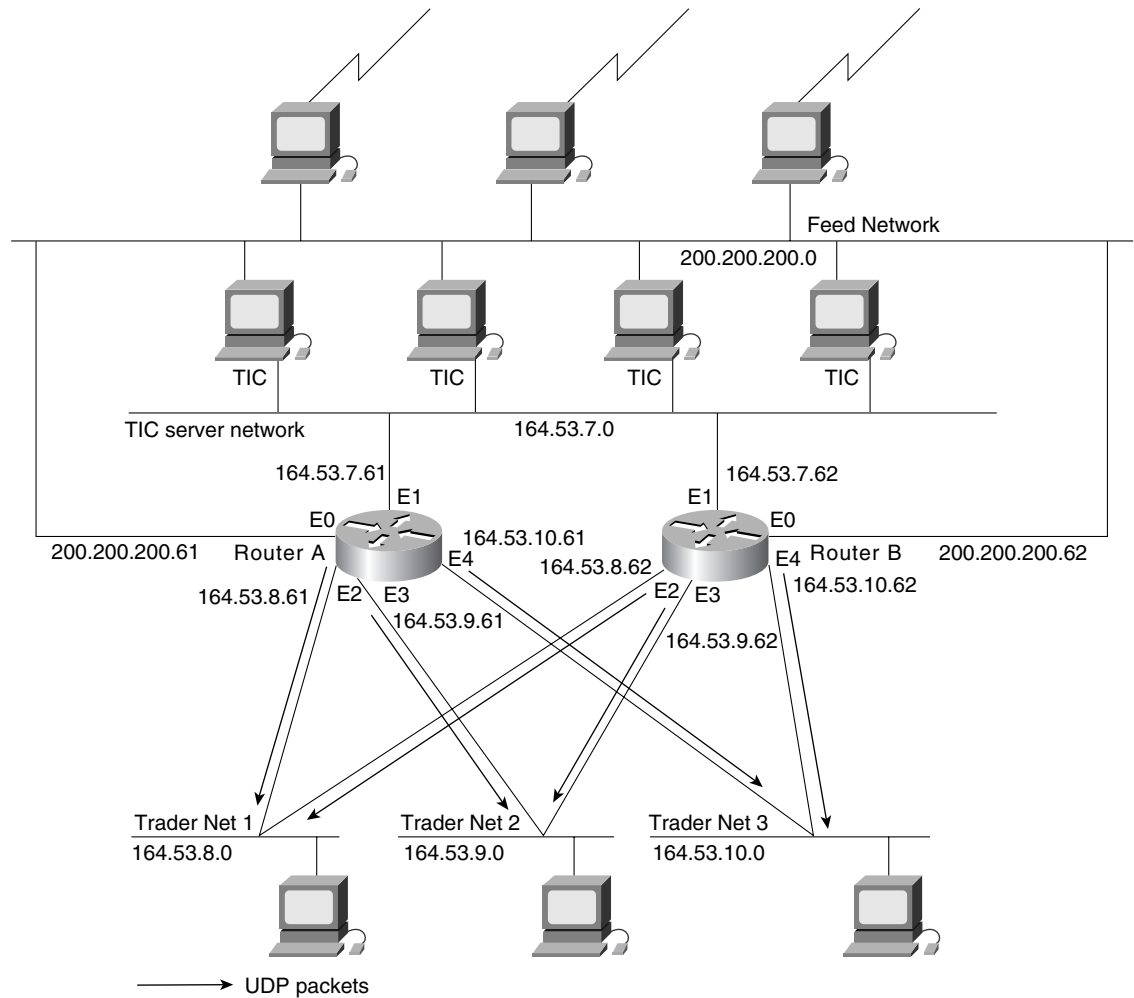 Feed Network
200.200.200.0
TIC
TIC
TIC
TIC
TIC server network
164.53.7.0
164.53.7.61
164.53.7.62
E1
E1
E0
E0
200.200.200.61
Router A
164.53.10.61
E4
164.53.8.62
Router B
200.200.200.62
E4
164.53.8.61
E2
E3
164.53.9.61
E2
E3
164.53.10.62
164.53.9.62
Trader Net 1
Trader Net 2
Trader Net 3
164.53.8.0
164.53.9.0
164.53.10.0
UDP packets